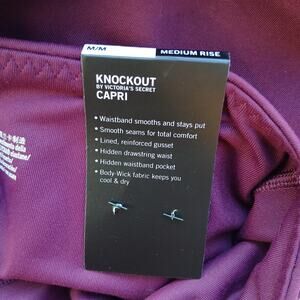 M/M
MEDIUM RISE
KNOCKOUT
BY VICTORIA'S SECRET
CAPRI
• Waistband smooths and stays put
• Smooth seams for total comfort
• Lined, reinforced gusset
• Hidden drawstring waist
• Hidden waistband pocket
• Body-Wick fabric keeps you
cool & dry